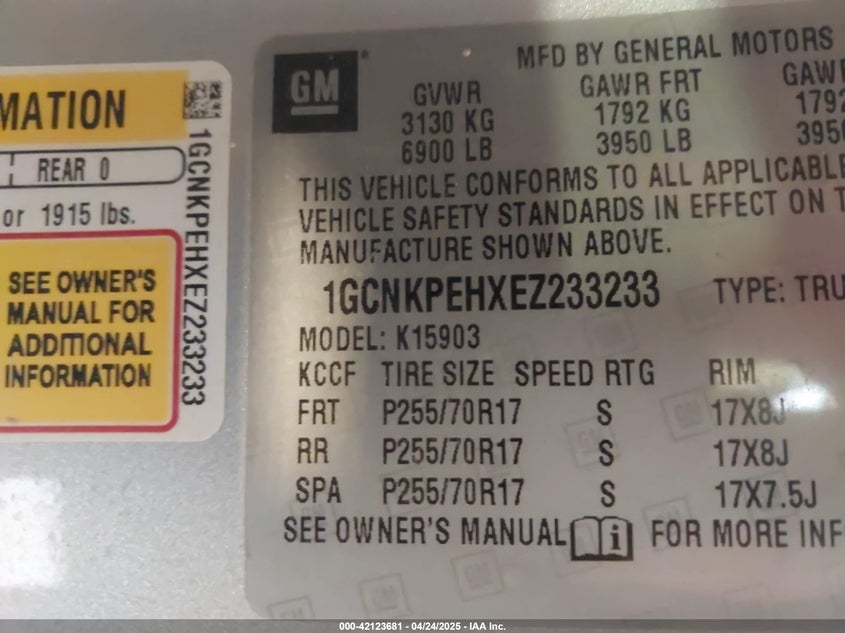 MATION
REAR 0
or 1915 lbs.
SEE OWNER'S
MANUAL FOR
ADDITIONAL
INFORMATION
1GCNKPEHXEZ233233
GM
®
MFD BY GENERAL MOTORS
GVWR GAWR FRT GAWR
3130 KG 1792 KG 1792
6900 LB 3950 LB 3950
THIS VEHICLE CONFORMS TO ALL APPLICABLE
VEHICLE SAFETY STANDARDS IN EFFECT ON T
MANUFACTURE SHOWN ABOVE.
1GCNKPEHXEZ233233 TYPE: TRU
MODEL: K15903
KCCF TIRE SIZE SPEED RTG RIM
FRT P255/70R17 S 17X8J
RR P255/70R17 S 17X8J
SPA P255/70R17 S 17X7.5J
SEE OWNER'S MANUAL i FOR MORE INF
000-42123681 - 04/24/2025 - IAA Inc.